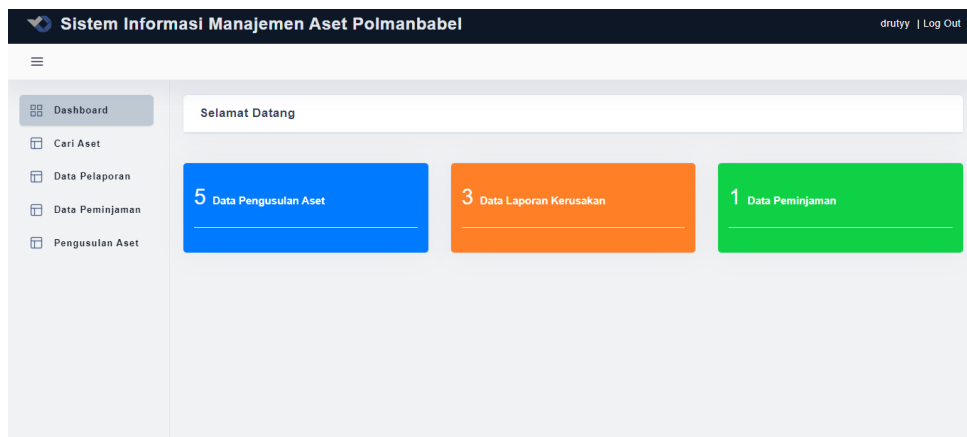 Sistem Informasi Manajemen Aset Polmanbabel
drutyy | Log Out
Dashboard
Cari Aset
Data Pelaporan
Data Peminjaman
Pengusulan Aset
Selamat Datang
5 Data Pengusulan Aset
3 Data Laporan Kerusakan
1 Data Peminjaman